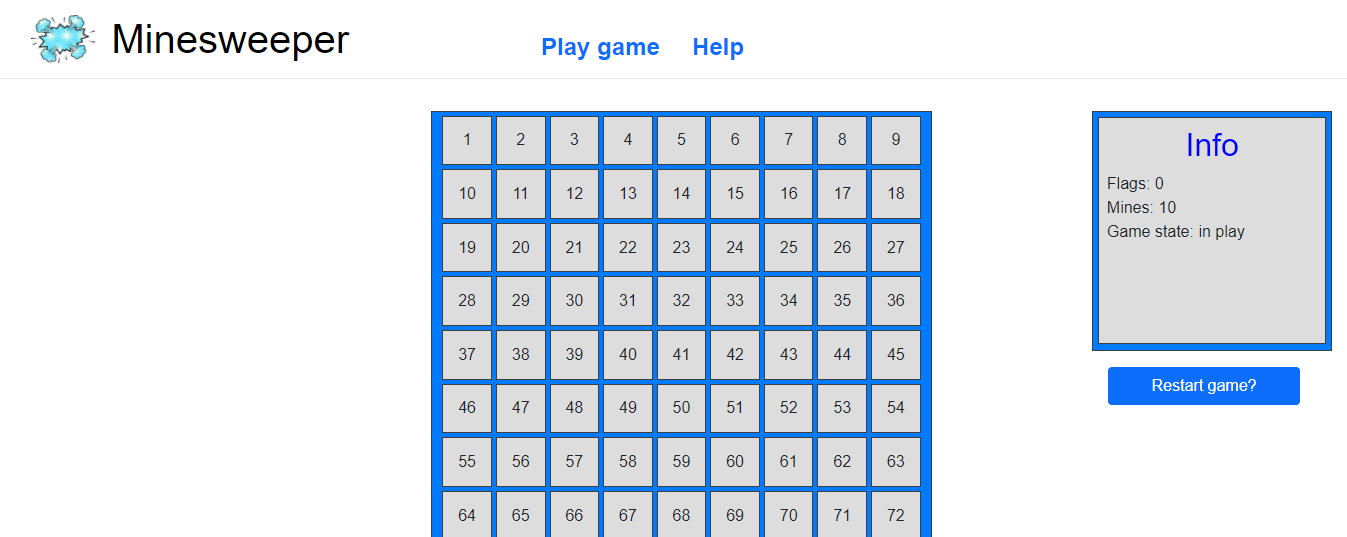 Minesweeper
Play game Help
1 2 3 4 5 6 7 8 9
10 11 12 13 14 15 16 17 18
19 20 21 22 23 24 25 26 27
28 29 30 31 32 33 34 35 36
37 38 39 40 41 42 43 44 45
46 47 48 49 50 51 52 53 54
55 56 57 58 59 60 61 62 63
64 65 66 67 68 69 70 71 72
Info
Flags: 0
Mines: 10
Game state: in play
Restart game?